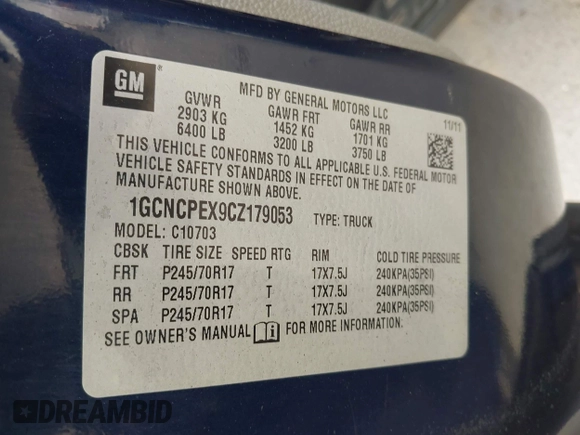 GM
MFD BY GENERAL MOTORS LLC
GVWR GAWR FRT GAWR RR 11/11
2903 KG 1452 KG 1701 KG
6400 LB 3200 LB 3750 LB
THIS VEHICLE CONFORMS TO ALL APPLICABLE U.S. FEDERAL MOTOR
VEHICLE SAFETY STANDARDS IN EFFECT ON THE DATE OF
MANUFACTURE SHOWN ABOVE.
1GCNCPEX9CZ179053 TYPE: TRUCK
MODEL: C10703
CBSK TIRE SIZE SPEED RTG RIM COLD TIRE PRESSURE
FRT P245/70R17 T 17X7.5J 240KPA(35PSI)
RR P245/70R17 T 17X7.5J 240KPA(35PSI)
SPA P245/70R17 T 17X7.5J 240KPA(35PSI)
SEE OWNER'S MANUAL FOR MORE INFORMATION.
DREAMBID